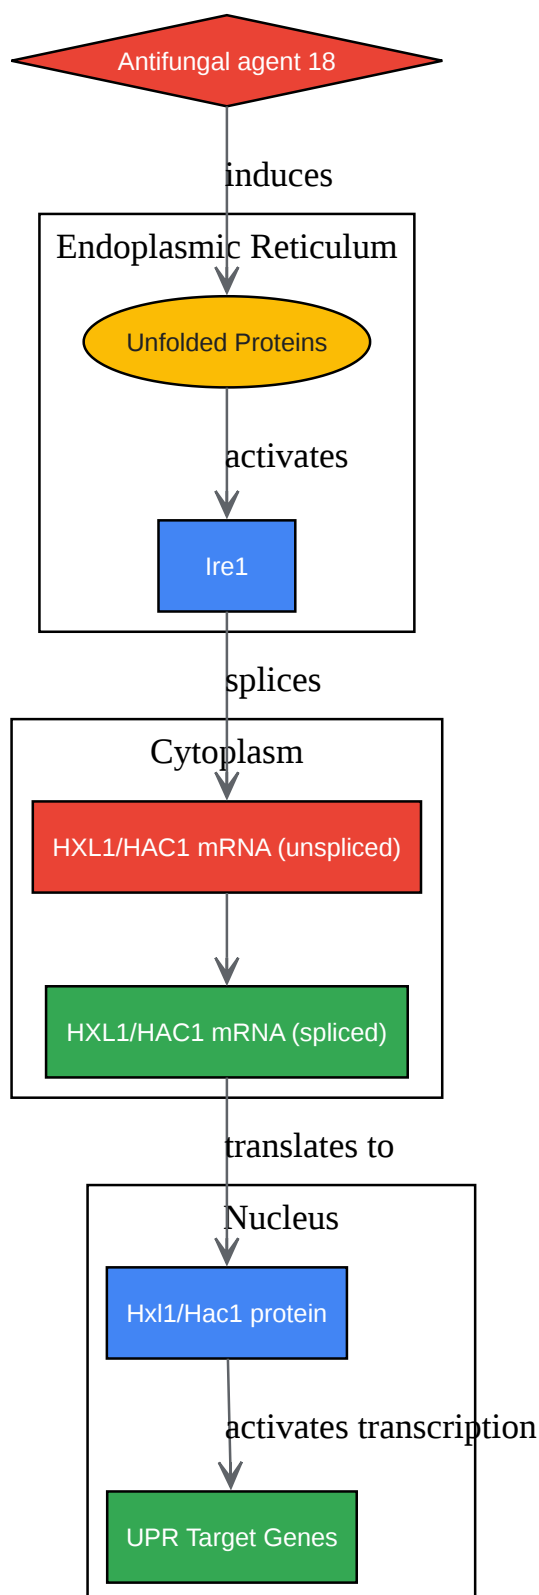 Antifungal agent 18
induces
Endoplasmic Reticulum
Unfolded Proteins
activates
Ire1
splices
Cytoplasm
HXL1/HAC1 mRNA (unspliced)
HXL1/HAC1 mRNA (spliced)
translates to
Nucleus
Hxl1/Hac1 protein
activates transcription
UPR Target Genes